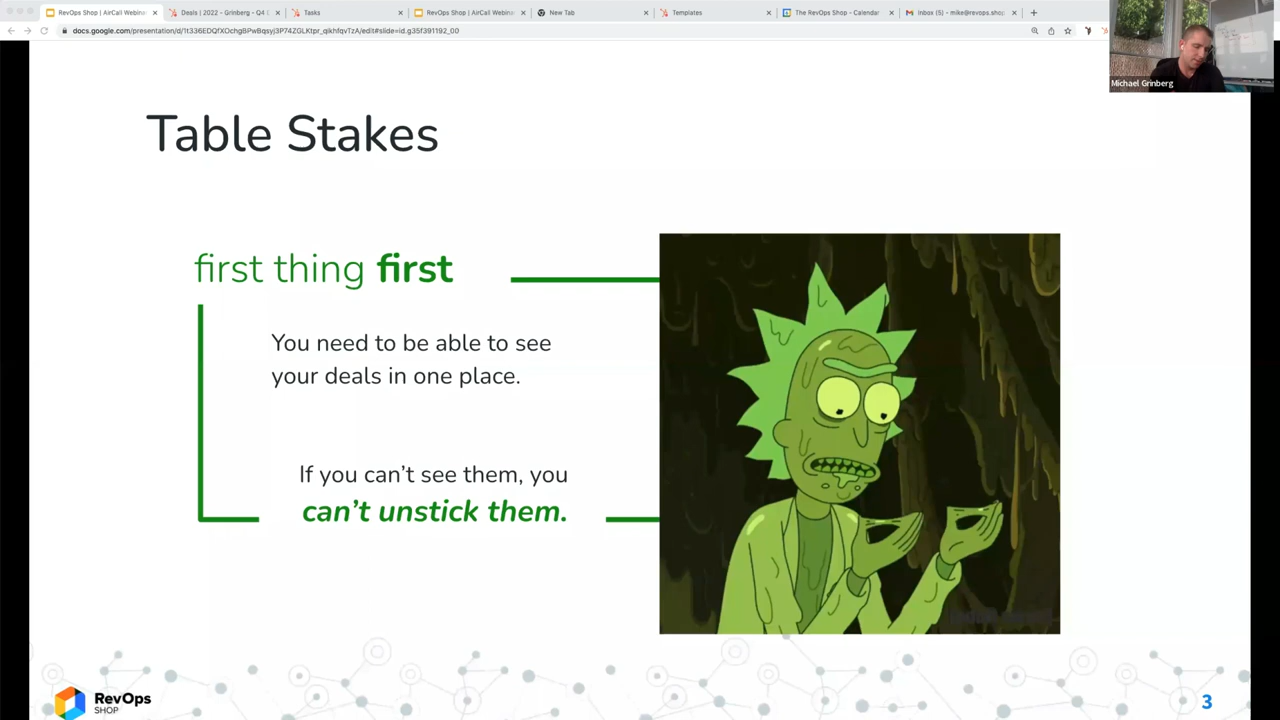 RevOps Shop | AirCall Webina
Deals | 2022 - Grinberg - Q4 |
Tasks
RevOps Shop | AirCall Webina
New Tab
Templates
The RevOps Shop - Calendar
Inbox (5) - mike@revops.shop
Michael Grinberg
Table Stakes
first thing first
You need to be able to see
your deals in one place.
If you can't see them, you
can't unstick them.
RevOps
SHOP
3